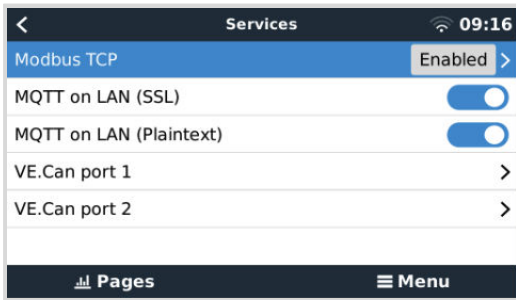 Services 09:16
Modbus TCP Enabled
MQTT on LAN (SSL)
MQTT on LAN (Plaintext)
VE.Can port 1
VE.Can port 2
Pages Menu